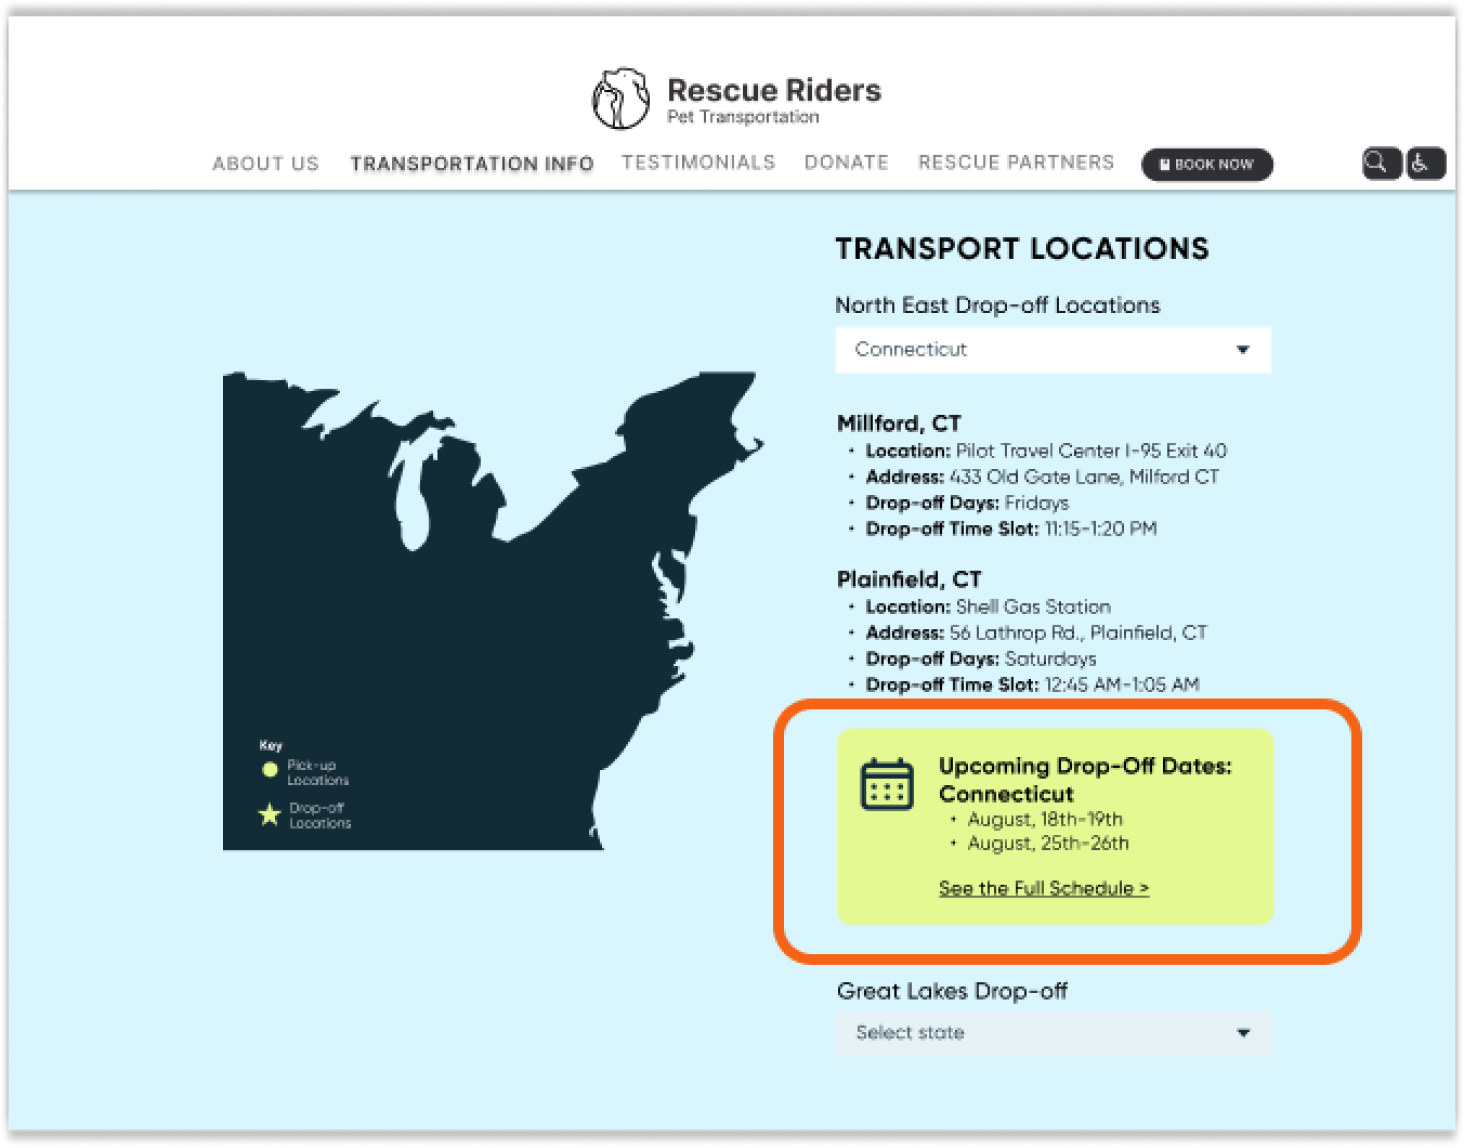 Rescue Riders
Pet Transportation
ABOUT US
TRANSPORTATION INFO
TESTIMONIALS
DONATE
RESCUE PARTNERS
BOOK NOW
TRANSPORT LOCATIONS
North East Drop-off Locations
Connecticut
Millford, CT
• Location: Pilot Travel Center I-95 Exit 40
• Address: 433 Old Gate Lane, Milford CT
• Drop-off Days: Fridays
• Drop-off Time Slot: 11:15-1:20 PM
Plainfield, CT
• Location: Shell Gas Station
• Address: 56 Lathrop Rd., Plainfield, CT
• Drop-off Days: Saturdays
• Drop-off Time Slot: 12:45 AM-1:05 AM
Key
Pick-up
Locations
Drop-off
Locations
Upcoming Drop-Off Dates:
Connecticut
• August, 18th-19th
• August, 25th-26th
See the Full Schedule >
Great Lakes Drop-off
Select state